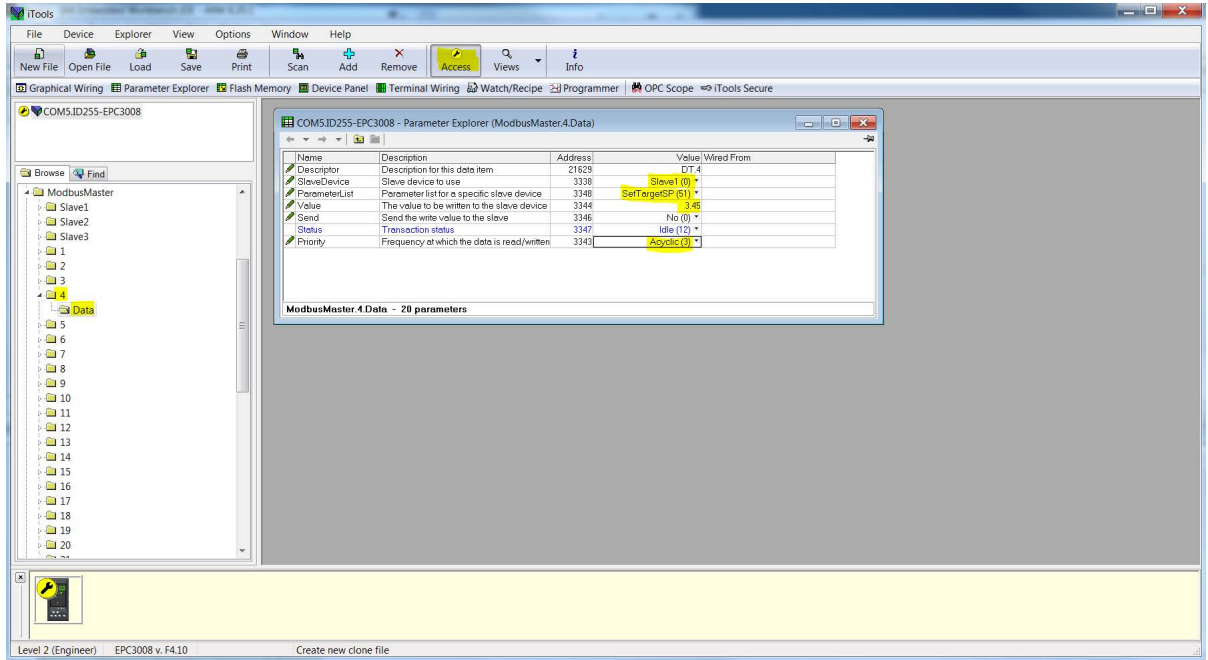 iTools
File Device Explorer View Options Window Help
New File Open File Load Save Print Scan Add Remove Access Views Info
Graphical Wiring Parameter Explorer Flash Memory Device Panel Terminal Wiring Watch/Recipe Programmer OPC Scope iTools Secure
COM5.ID255-EPC3008
Browse Find
ModbusMaster
Slave1
Slave2
Slave3
1
2
3
4
Data
5
6
7
8
9
10
11
12
13
14
15
16
17
18
19
20
COM5.ID255-EPC3008 - Parameter Explorer (ModbusMaster.4.Data)
Name Description Address Value Wired From
Descriptor Description for this data item 21629 DT.4
SlaveDevice Slave device to use 3338 Slave1 (0)
ParameterList Parameter list for a specific slave device 3348 SetTargetSP (51)
Value The value to be written to the slave device 3344 3.45
Send Send the write value to the slave 3346 No (0)
Status Transaction status 3347 Idle (12)
Priority Frequency at which the data is read/written 3343 Acyclic (3)
ModbusMaster.4.Data - 20 parameters
Level 2 (Engineer) EPC3008 v. F4.10 Create new clone file